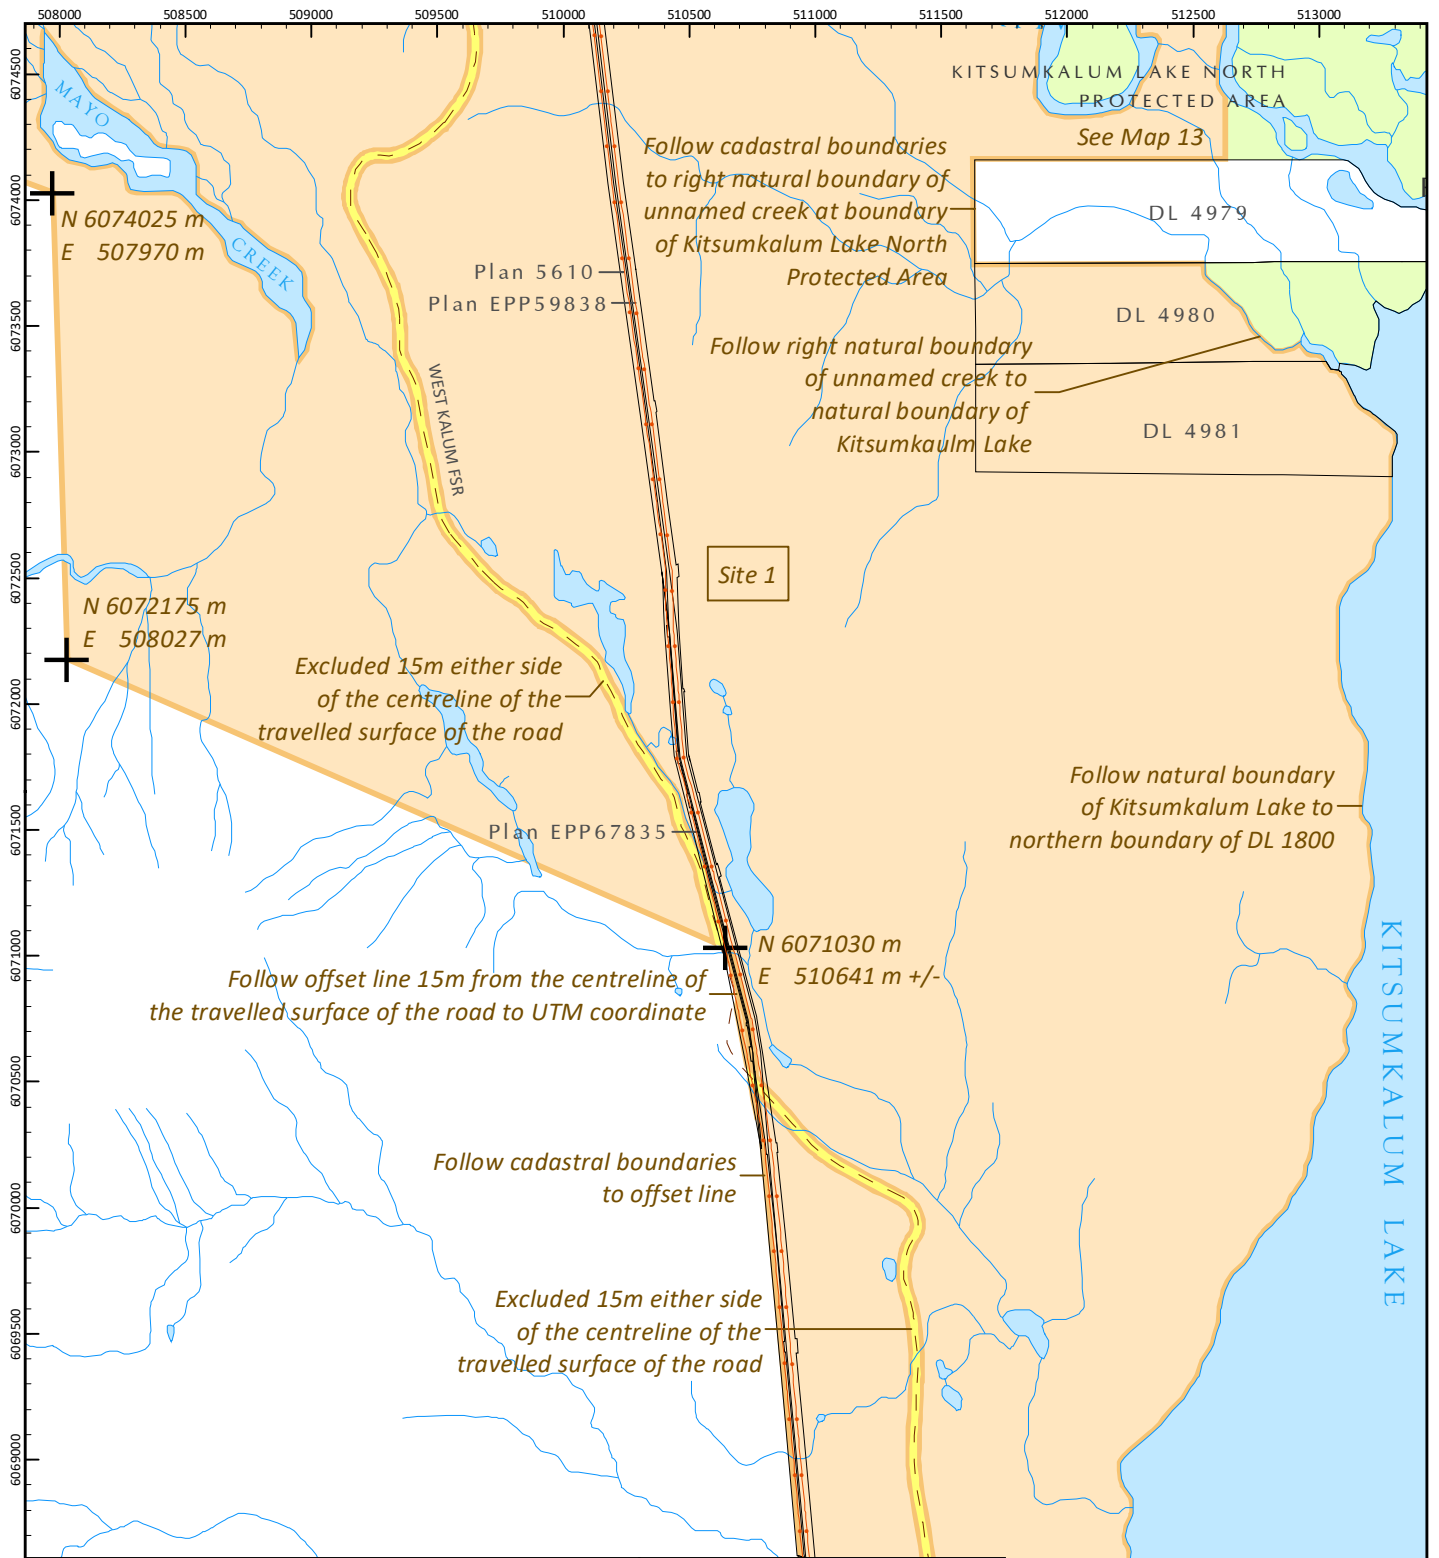 508000
508500
509000
509500
510000
510500
511000
511500
512000
512500
513000
6074500
6074000
6073500
6073000
6072500
6072000
6071500
6071000
6070500
6070000
6069500
6069000
MAYO
CREEK
KITSUMKALUM LAKE NORTH
PROTECTED AREA
See Map 13
Follow cadastral boundaries
to right natural boundary of
unnamed creek at boundary
of Kitsumkalum Lake North
Protected Area
DL 4979
N 6074025 m
E 507970 m
Plan 5610
Plan EPP59838
DL 4980
Follow right natural boundary
of unnamed creek to
natural boundary of
Kitsumkaulm Lake
DL 4981
WEST KALUM FSR
Site 1
N 6072175 m
E 508027 m
Excluded 15m either side
of the centreline of the
travelled surface of the road
Follow natural boundary
of Kitsumkalum Lake to
northern boundary of DL 1800
Plan EPP67835
N 6071030 m
E 510641 m +/-
Follow offset line 15m from the centreline of
the travelled surface of the road to UTM coordinate
KITSUMKALUM LAKE
Follow cadastral boundaries
to offset line
Excluded 15m either side
of the centreline of the
travelled surface of the road